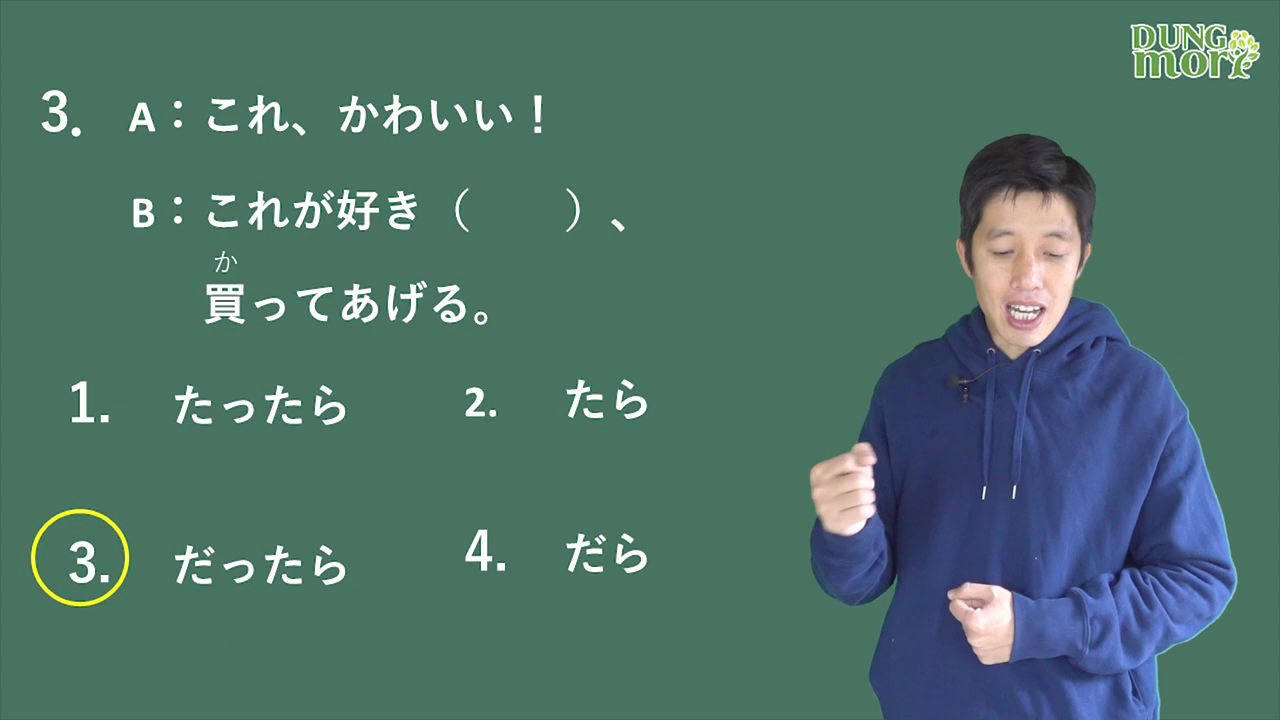 DUNG
mori
3. A：これ、かわいい！
B：これが好き（　　）、
か
買ってあげる。
1. たったら 2. たら
3. だったら 4. だら